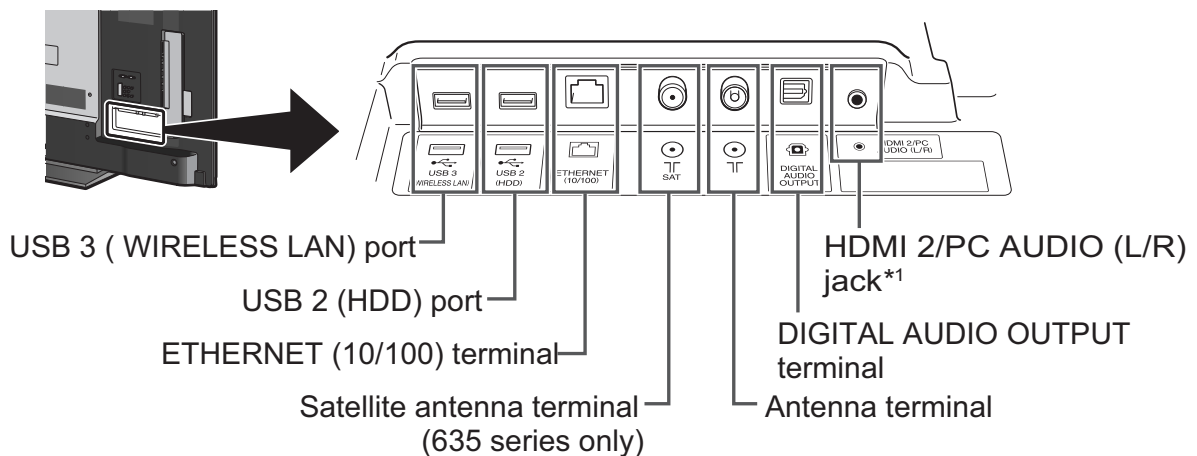 USB 3
(WIRELESS LAN)
USB 2
(HDD)
ETHERNET
(10/100)
SAT
DIGITAL
AUDIO
OUTPUT
HDMI 2/PC
AUDIO (L/R)
USB 3 ( WIRELESS LAN) port
USB 2 (HDD) port
ETHERNET (10/100) terminal
Satellite antenna terminal
(635 series only)
Antenna terminal
DIGITAL AUDIO OUTPUT
terminal
HDMI 2/PC AUDIO (L/R)
jack*1